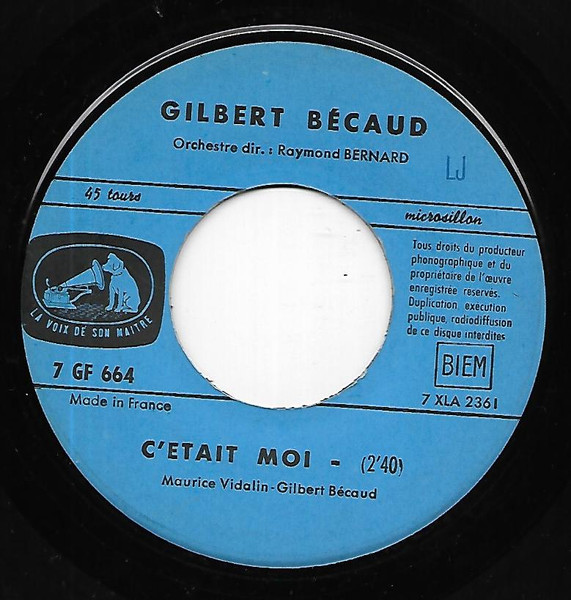 GILBERT BÉCAUD
Orchestre dir. : Raymond BERNARD
LJ
45 tours
microsillon
Tous droits du producteur
phonographique et du
propriétaire de l'œuvre
enregistrée reservés.
Duplication, execution
publique, radiodiffusion
de ce disque interdites
LA VOIX DE SON MAITRE
BIEM
7 GF 664
7 XLA 2361
Made in France
C'ETAIT MOI - (2'40)
Maurice Vidalin-Gilbert Bécaud